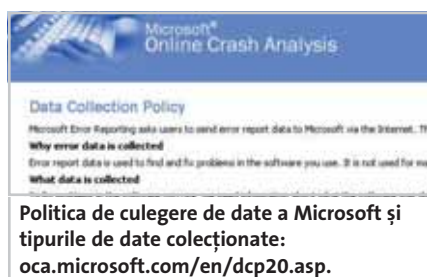 Microsoft®
Online Crash Analysis
Data Collection Policy
Microsoft Error Reporting asks users to send error report data to Microsoft via the Internet.
Why error data is collected
Error report data is used to find and fix problems in the software you use. It is not used for
What data is collected
Politica de culegere de date a Microsoft și
tipurile de date colecționate:
oca.microsoft.com/en/dcp20.asp.